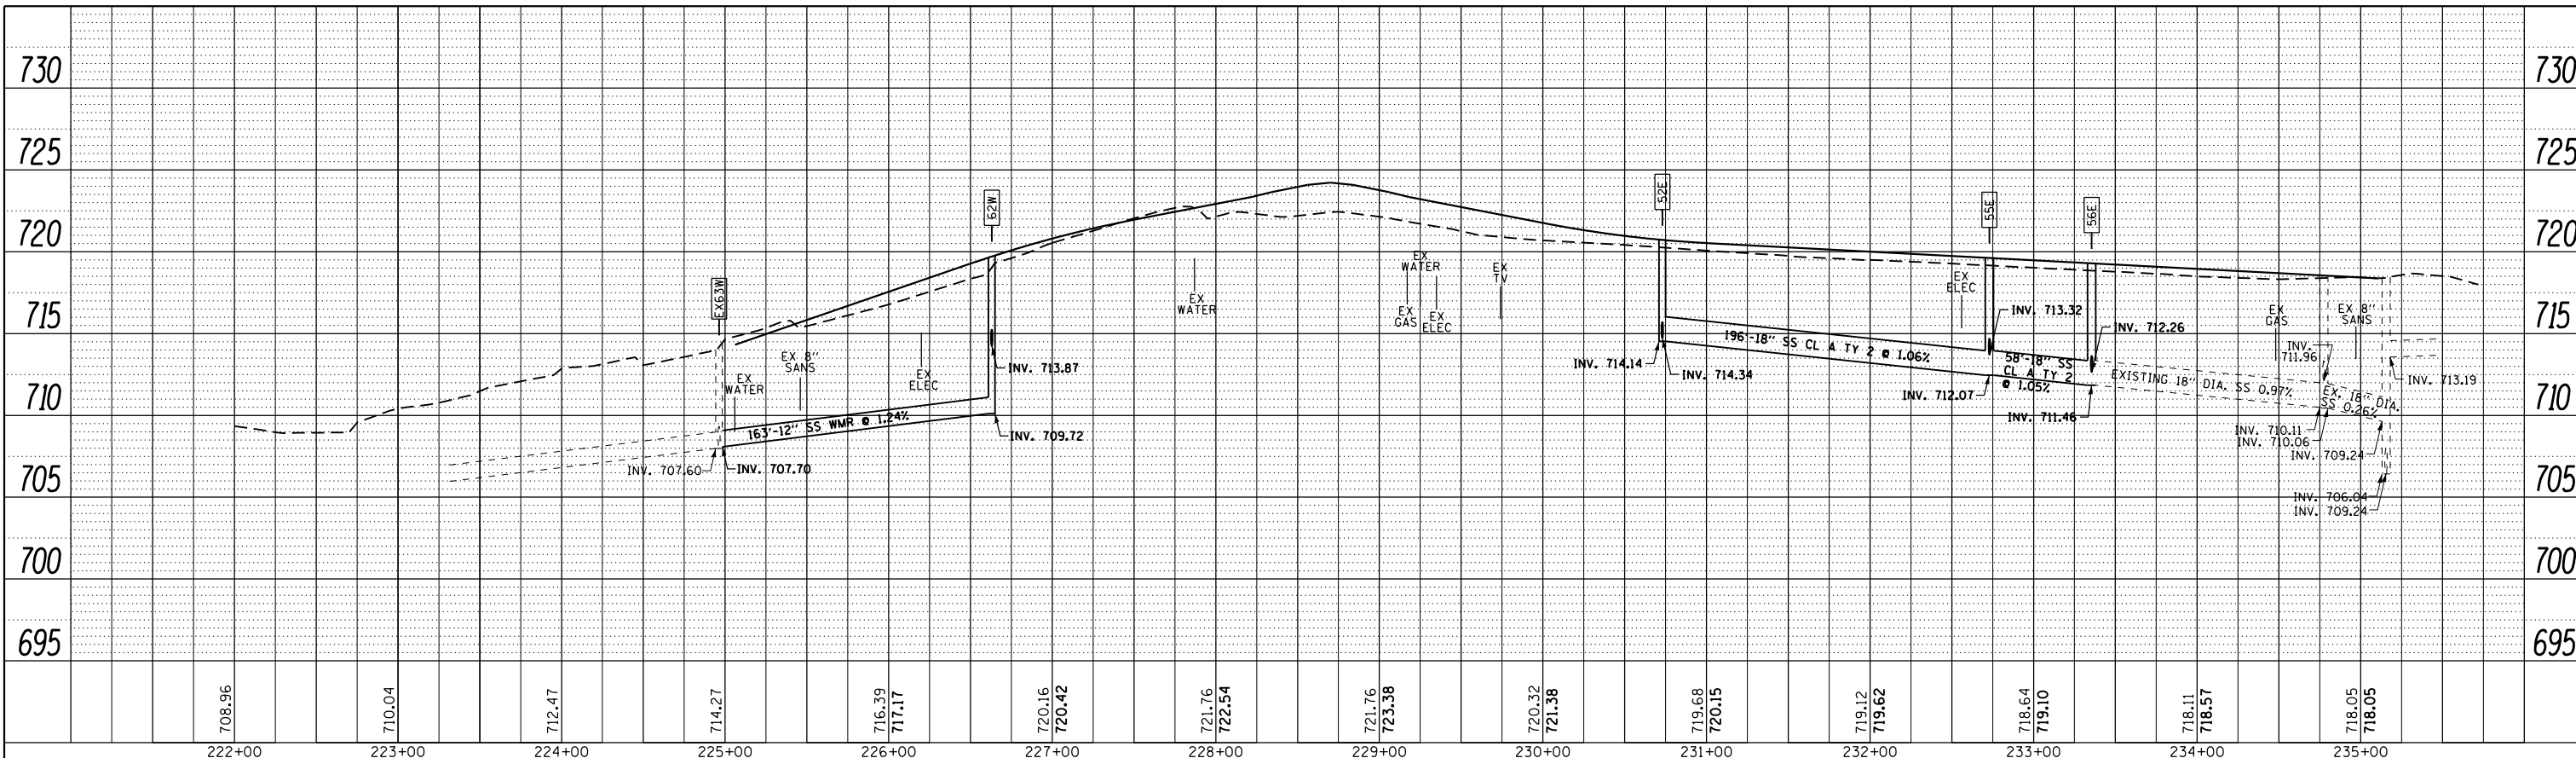 730
730
725
725
720
720
715
715
710
710
705
705
700
700
695
695
EX63W
62W
52E
55E
56E
EX
WATER
EX 8"
SANS
EX
ELEC
163'-12" SS WMR @ 1.24%
INV. 707.60
INV. 707.70
INV. 713.87
INV. 709.72
EX
WATER
EX
WATER
EX
GAS
EX
ELEC
EX
TV
INV. 714.14
INV. 714.34
196'-18" SS CL A TY 2 @ 1.06%
EX
ELEC
INV. 713.32
INV. 712.07
58'-18" SS
CL A TY 2
@ 1.05%
INV. 712.26
INV. 711.46
EXISTING 18" DIA. SS 0.97%
EX
GAS
EX 8"
SANS
INV.
711.96
EX. 18" DIA.
SS 0.26%
INV. 713.19
INV. 710.11
INV. 710.06
INV. 709.24
INV. 706.04
INV. 709.24
708.96
710.04
712.47
714.27
716.39
717.17
720.16
720.42
721.76
722.54
721.76
723.38
720.32
721.38
719.68
720.15
719.12
719.62
718.64
719.10
718.11
718.57
718.05
718.05
222+00
223+00
224+00
225+00
226+00
227+00
228+00
229+00
230+00
231+00
232+00
233+00
234+00
235+00